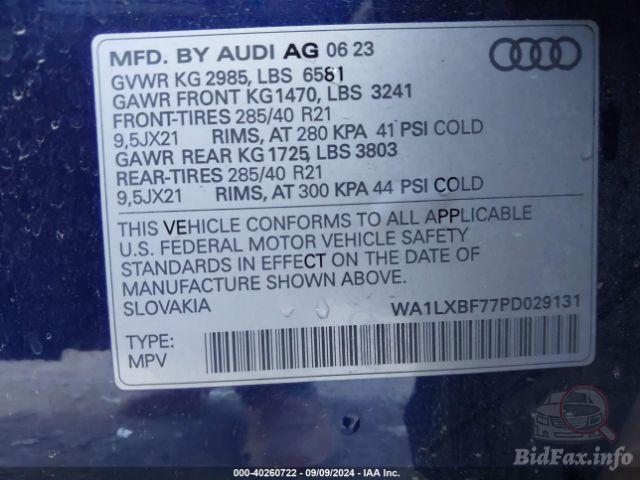 MFD. BY AUDI AG 06 23
GVWR KG 2985, LBS 6581
GAWR FRONT KG1470, LBS 3241
FRONT-TIRES 285/40 R21
9,5JX21 RIMS, AT 280 KPA 41 PSI COLD
GAWR REAR KG 1725, LBS 3803
REAR-TIRES 285/40 R21
9,5JX21 RIMS, AT 300 KPA 44 PSI COLD
THIS VEHICLE CONFORMS TO ALL APPLICABLE
U.S. FEDERAL MOTOR VEHICLE SAFETY
STANDARDS IN EFFECT ON THE DATE OF
MANUFACTURE SHOWN ABOVE.
SLOVAKIA WA1LXBF77PD029131
TYPE:
MPV
BidFax.info
000-40260722 - 09/09/2024 - IAA Inc.